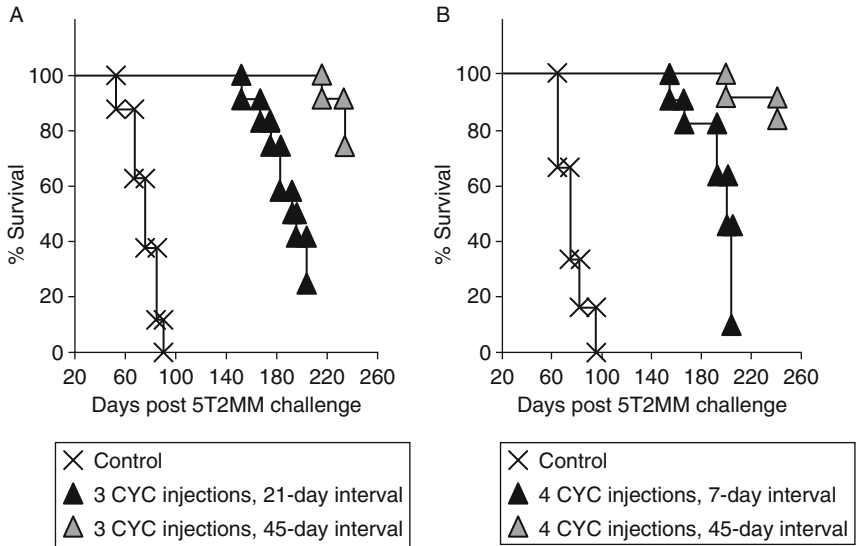 A
% Survival
100
80
60
40
20
0
20 60 100 140 180 220 260
Days post 5T2MM challenge
Control
3 CYC injections, 21-day interval
3 CYC injections, 45-day interval
B
% Survival
100
80
60
40
20
0
20 60 100 140 180 220 260
Days post 5T2MM challenge
Control
4 CYC injections, 7-day interval
4 CYC injections, 45-day interval